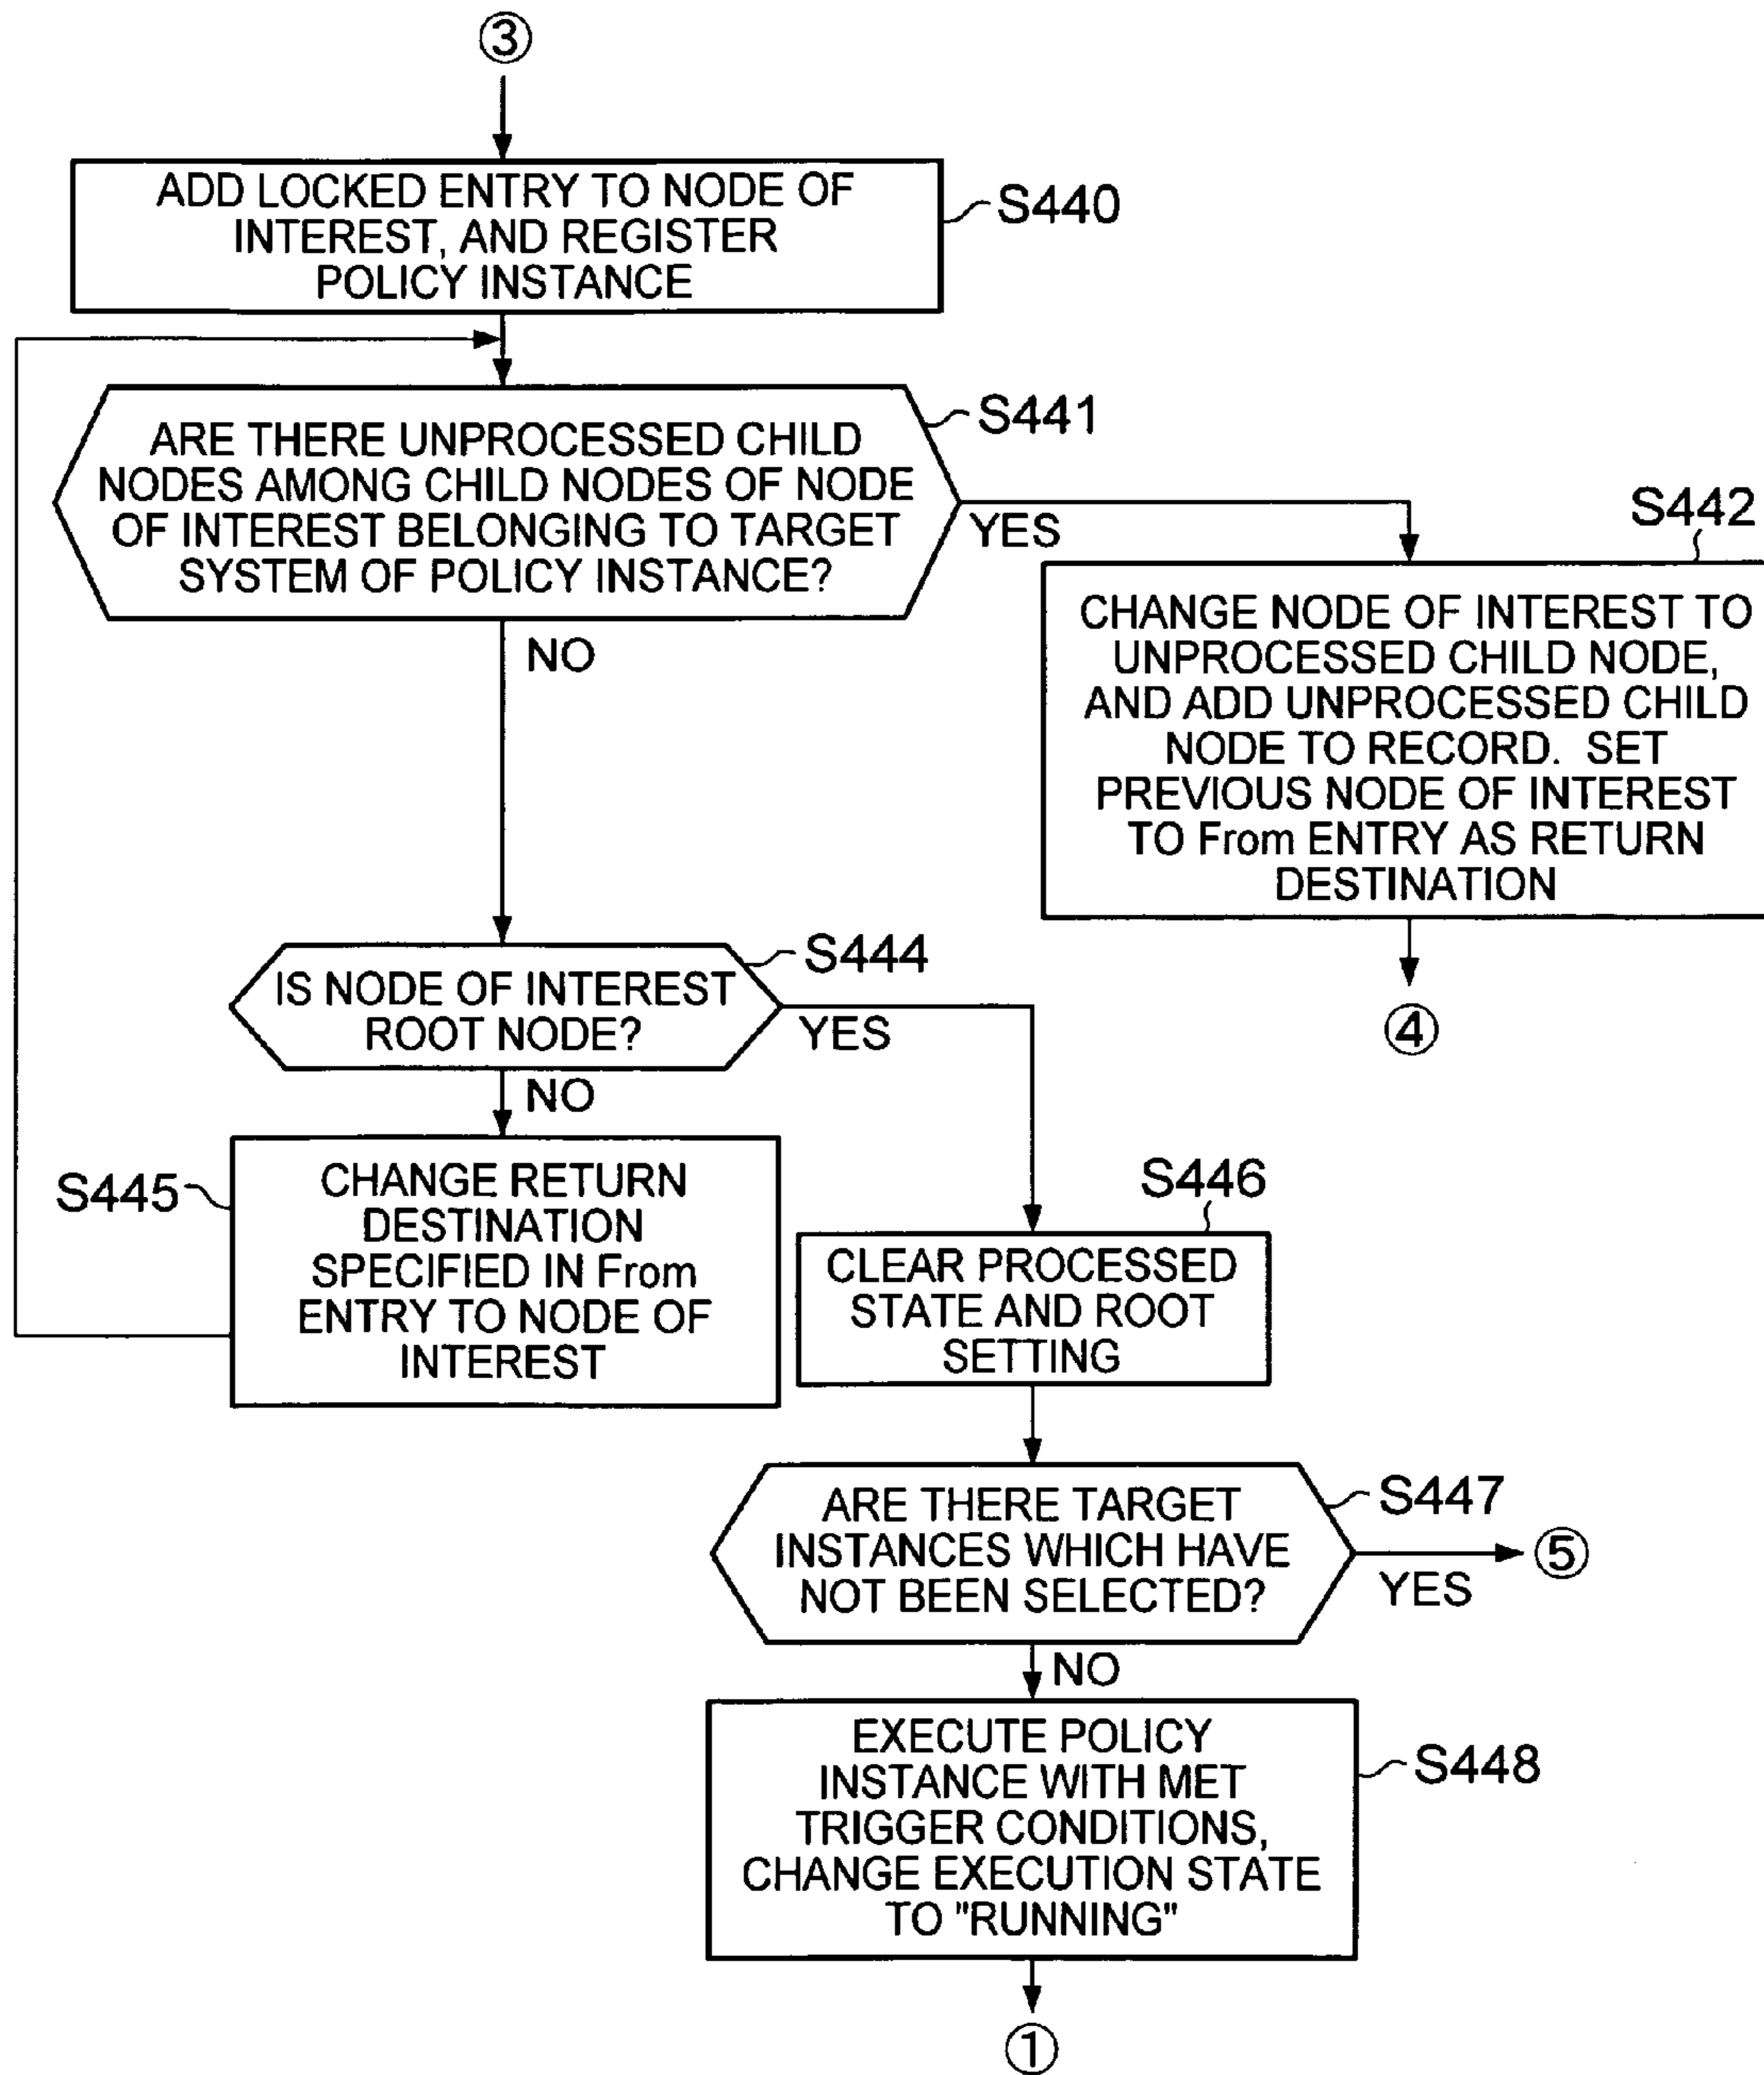 ③
ADD LOCKED ENTRY TO NODE OF
INTEREST, AND REGISTER
POLICY INSTANCE
S440
ARE THERE UNPROCESSED CHILD
NODES AMONG CHILD NODES OF NODE
OF INTEREST BELONGING TO TARGET
SYSTEM OF POLICY INSTANCE?
S441
YES
NO
S442
CHANGE NODE OF INTEREST TO
UNPROCESSED CHILD NODE,
AND ADD UNPROCESSED CHILD
NODE TO RECORD. SET
PREVIOUS NODE OF INTEREST
TO From ENTRY AS RETURN
DESTINATION
④
S444
IS NODE OF INTEREST
ROOT NODE?
YES
NO
S445
CHANGE RETURN
DESTINATION
SPECIFIED IN From
ENTRY TO NODE OF
INTEREST
S446
CLEAR PROCESSED
STATE AND ROOT
SETTING
ARE THERE TARGET
INSTANCES WHICH HAVE
NOT BEEN SELECTED?
S447
YES
⑤
NO
EXECUTE POLICY
INSTANCE WITH MET
TRIGGER CONDITIONS,
CHANGE EXECUTION STATE
TO "RUNNING"
S448
①